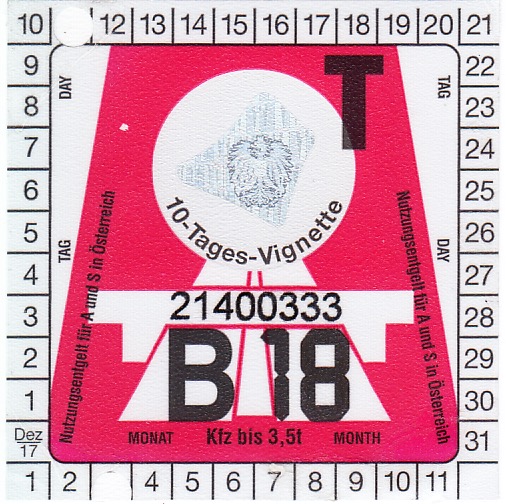 10 12 13 14 15 16 17 18 19 20 21
9 DAY T TAG 22
8 23
7 24
6 25
10-Tages-Vignette
5 TAG DAY 26
4 27
Nutzungsentgelt für A und S in Österreich
Nutzungsentgelt für A und S in Österreich
21400333
3 28
B 18
2 29
1 30
Dez 17 MONAT Kfz bis 3,5t MONTH 31
1 2 4 5 6 7 8 9 10 11